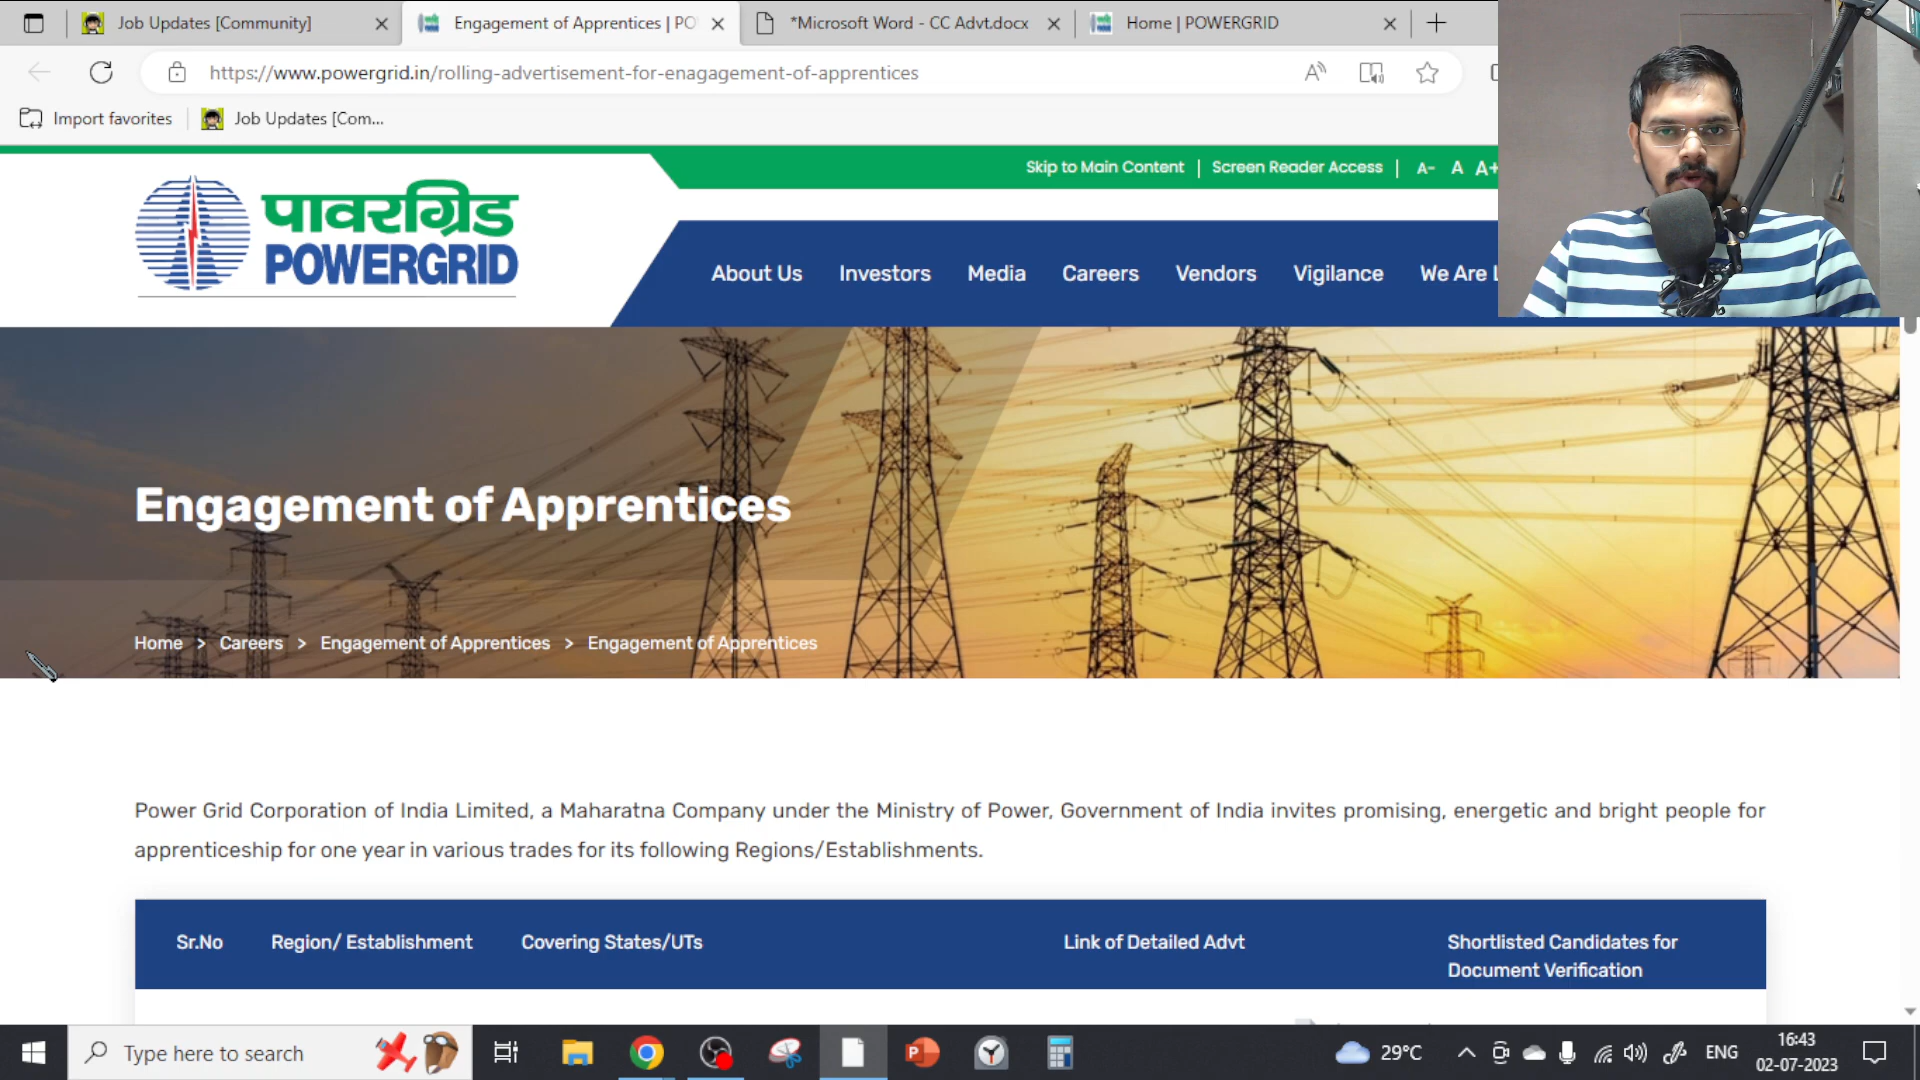 Job Updates [Community]
Engagement of Apprentices | PO
*Microsoft Word - CC Advt.docx
Home | POWERGRID
https://www.powergrid.in/rolling-advertisement-for-enagagement-of-apprentices
Import favorites
Job Updates [Com...
Skip to Main Content | Screen Reader Access | A- A A+
पावरग्रिड
POWERGRID
About Us Investors Media Careers Vendors Vigilance We Are L
Engagement of Apprentices
Home > Careers > Engagement of Apprentices > Engagement of Apprentices
Power Grid Corporation of India Limited, a Maharatna Company under the Ministry of Power, Government of India invites promising, energetic and bright people for
apprenticeship for one year in various trades for its following Regions/Establishments.
Sr.No Region/ Establishment Covering States/UTs Link of Detailed Advt Shortlisted Candidates for
Document Verification
Type here to search
29°C
ENG
16:43
02-07-2023